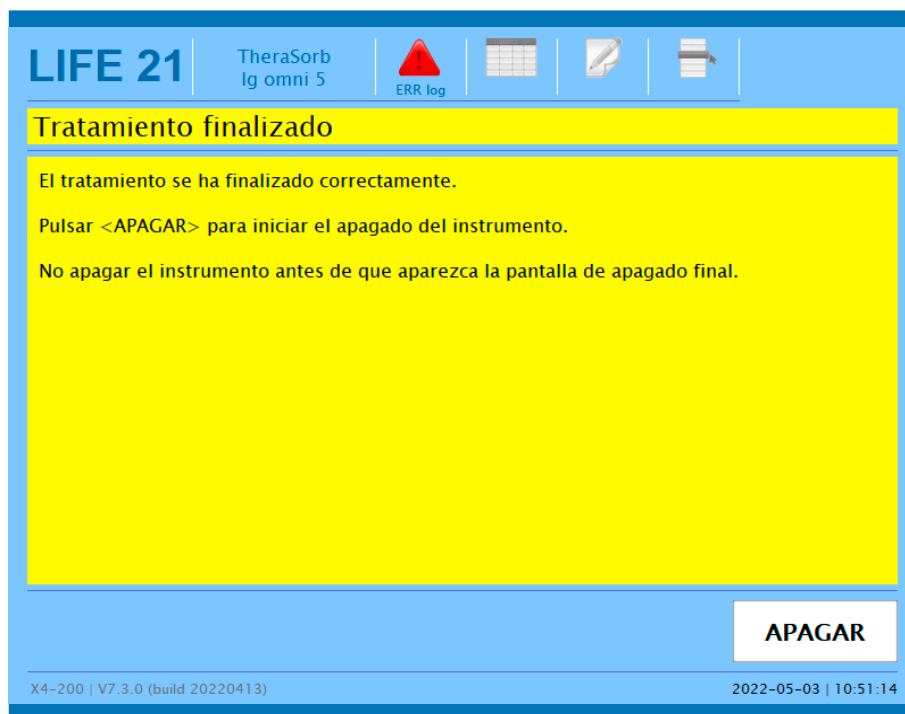 LIFE 21
TheraSorb
Ig omni 5
ERR log
Tratamiento finalizado
El tratamiento se ha finalizado correctamente.
Pulsar <APAGAR> para iniciar el apagado del instrumento.
No apagar el instrumento antes de que aparezca la pantalla de apagado final.
APAGAR
X4-200 | V7.3.0 (build 20220413)
2022-05-03 | 10:51:14